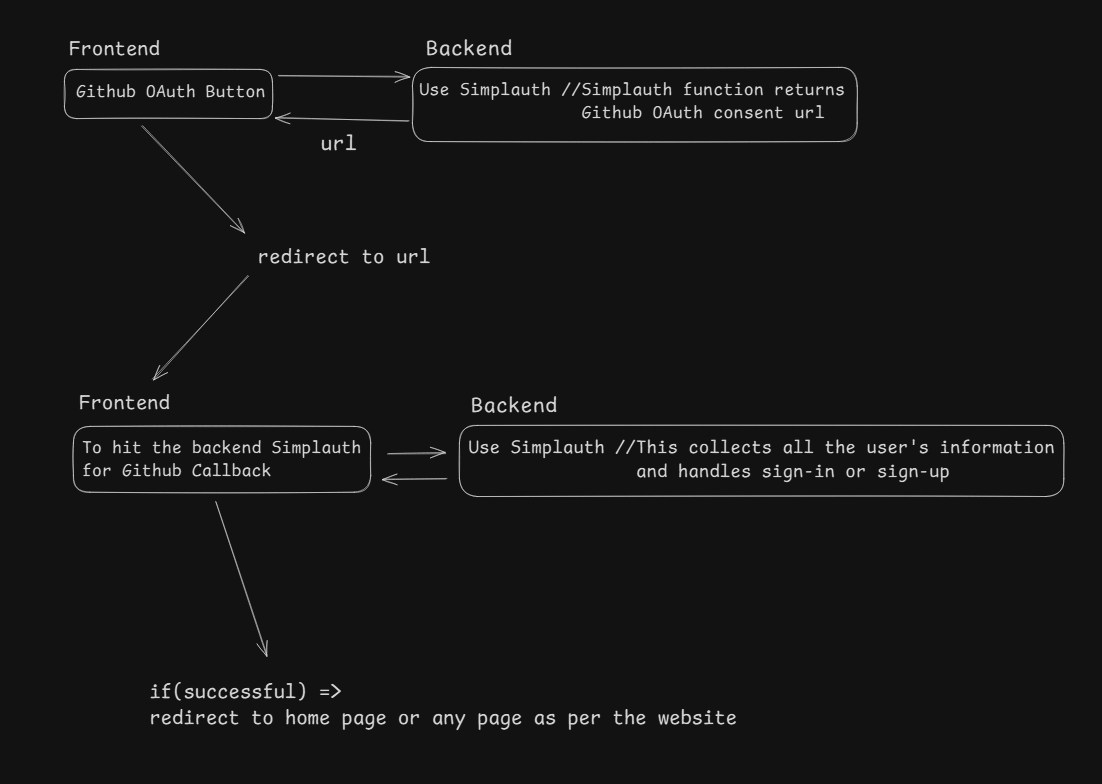 Frontend
Backend
Github OAuth Button
Use Simplauth //Simplauth function returns
Github OAuth consent url
url
redirect to url
Frontend
Backend
To hit the backend Simplauth
for Github Callback
Use Simplauth //This collects all the user's information
and handles sign-in or sign-up
if(successful) =>
redirect to home page or any page as per the website